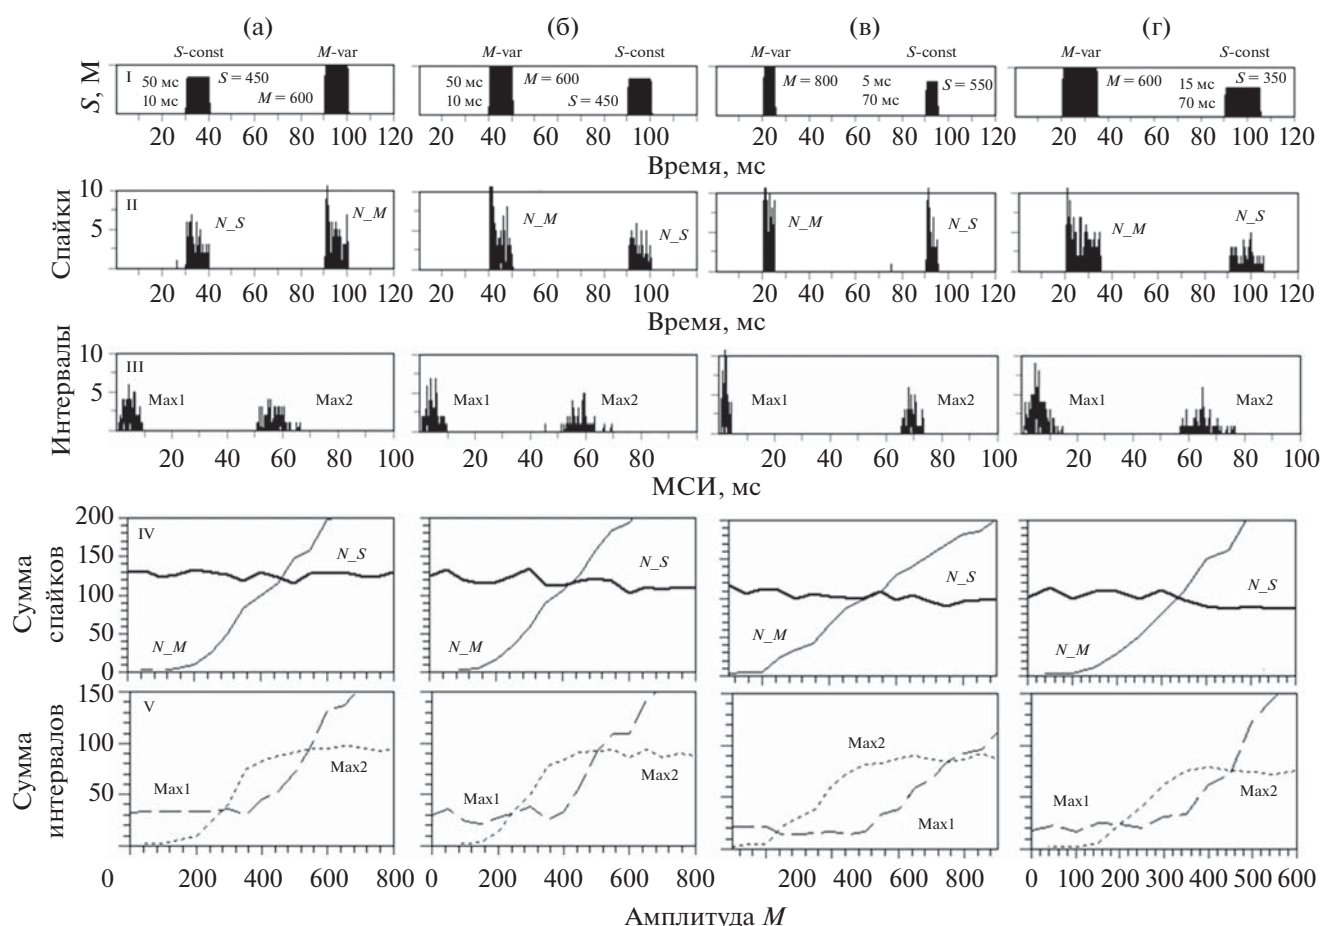 (а) (б) (в) (г)
S-const M-var M-var S-const M-var S-const M-var S-const
S, M
I 50 мс S = 450 50 мс M = 600 M = 800 5 мс S = 550 M = 600 15 мс S = 350
10 мс M = 600 10 мс S = 450 70 мс 70 мс
20 40 60 80 100 120 20 40 60 80 100 20 40 60 80 100 120 20 40 60 80 100 120
Время, мс
Спайки
10
5
II N_S N_M N_M N_S N_M N_S N_M N_S
20 40 60 80 100 120 20 40 60 80 100 20 40 60 80 100 120 20 40 60 80 100 120
Время, мс
Интервалы
10
5
III Max1 Max2 Max1 Max2 Max1 Max2 Max1 Max2
20 40 60 80 100 20 40 60 80 20 40 60 80 100 20 40 60 80 100
МСИ, мс
Сумма
спайков
200
150
100
50
0
IV N_S N_S N_S N_S
N_M N_M N_M N_M
Сумма
интервалов
150
100
50
V Max1 Max2 Max1 Max2 Max2 Max1 Max1 Max2
0 200 400 600 800 0 200 400 600 800 200 400 600 800 0 100 200 300 400 500 600
Амплитуда M